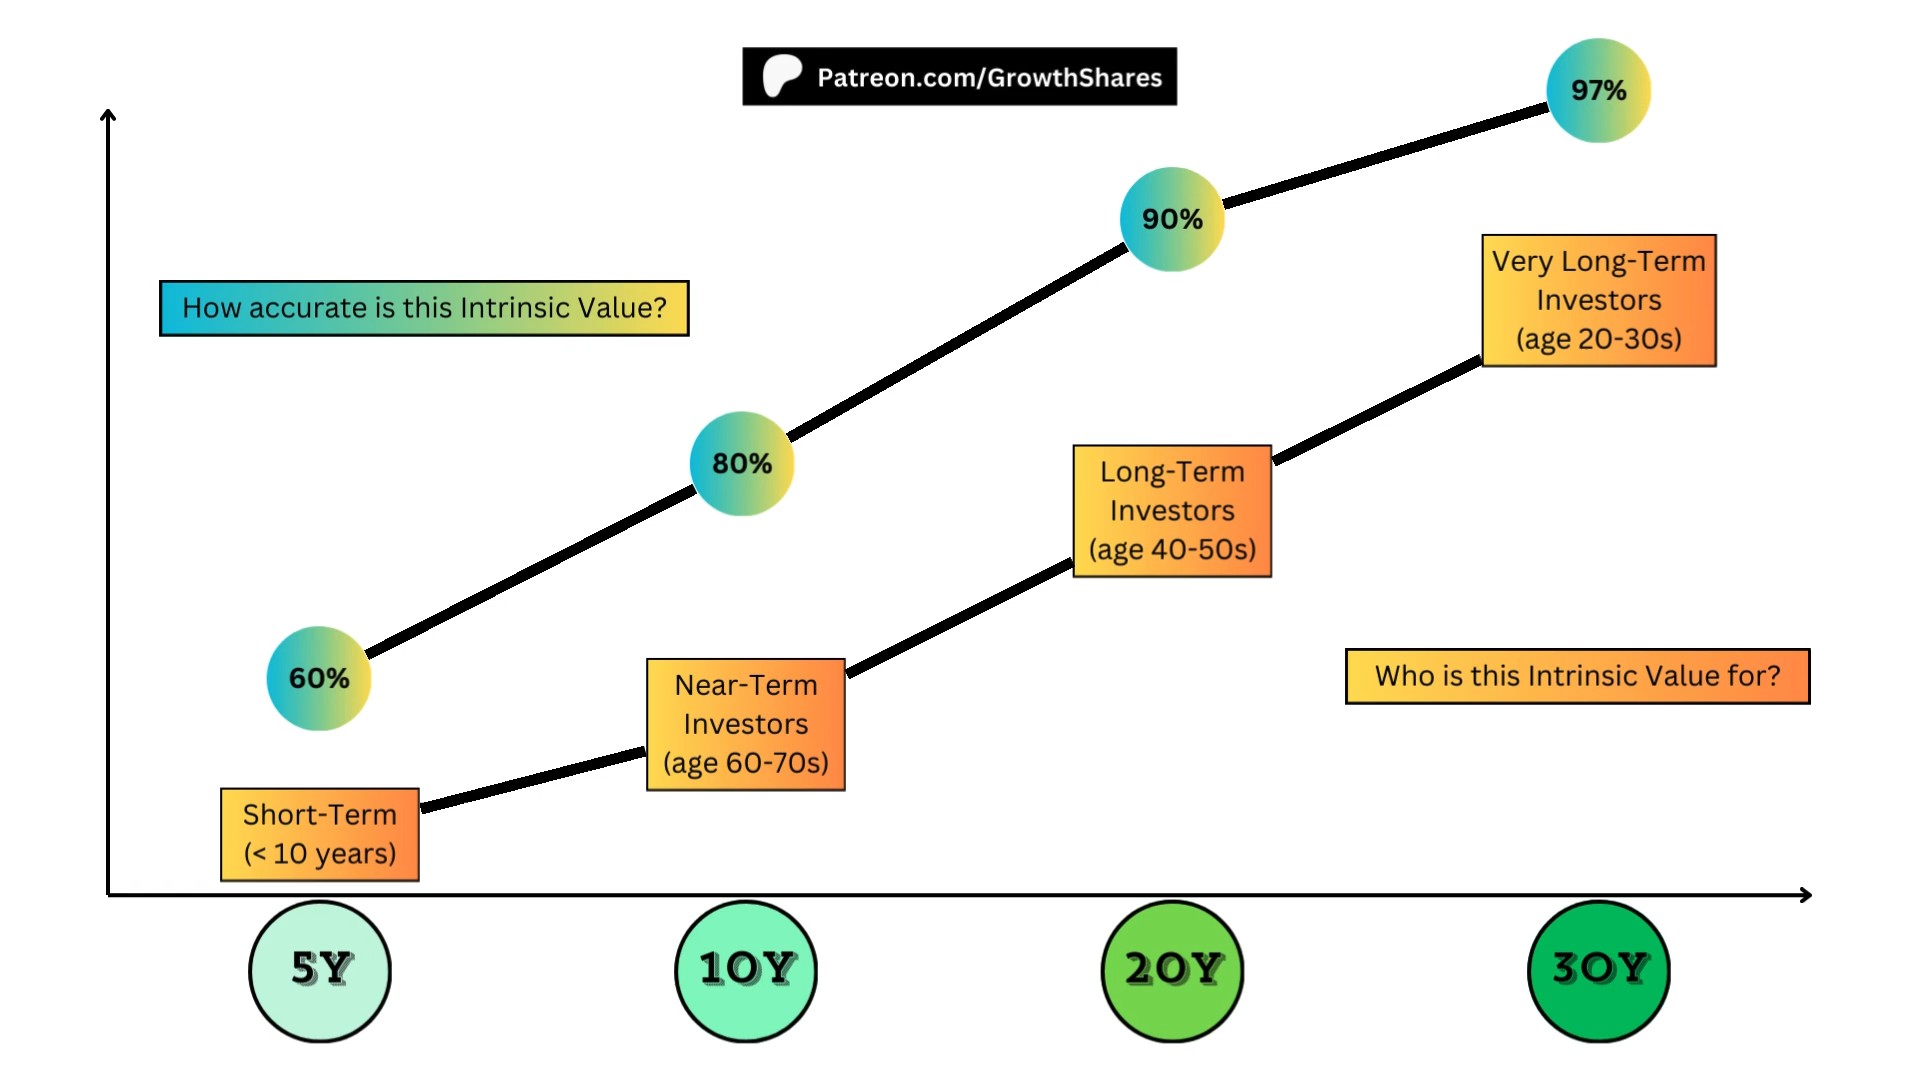 Patreon.com/GrowthShares
97%
90%
Very Long-Term
Investors
(age 20-30s)
How accurate is this Intrinsic Value?
80%
Long-Term
Investors
(age 40-50s)
60%
Near-Term
Investors
(age 60-70s)
Who is this Intrinsic Value for?
Short-Term
(< 10 years)
5Y
10Y
20Y
30Y